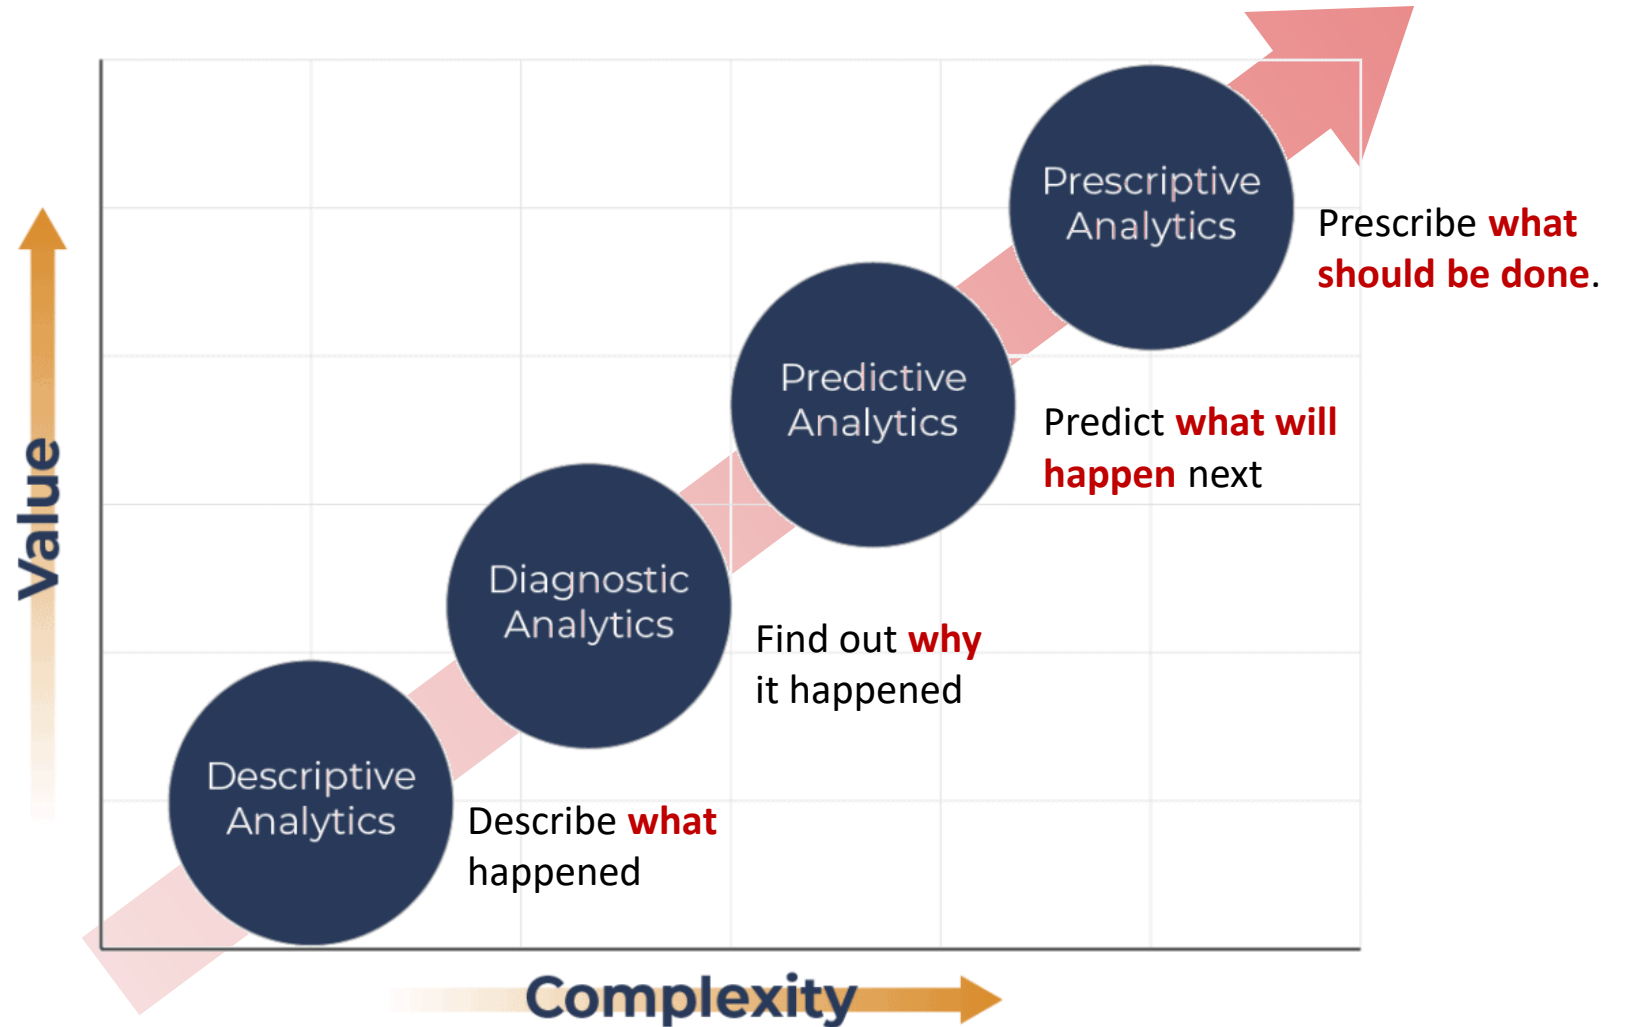 Prescriptive
Analytics
Prescribe what
should be done.
Predictive
Analytics
Predict what will
happen next
Value
Diagnostic
Analytics
Find out why
it happened
Descriptive
Analytics
Describe what
happened
Complexity